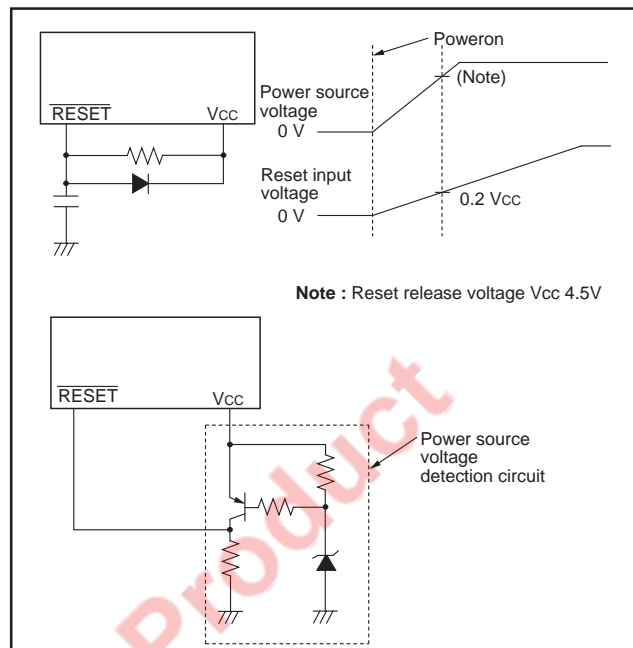 RESET
Vcc
Poweron
(Note)
Power source
voltage
0 V
Reset input
voltage
0 V
0.2 Vcc
Note : Reset release voltage Vcc 4.5V
RESET
Vcc
Power source
voltage
detection circuit
Product